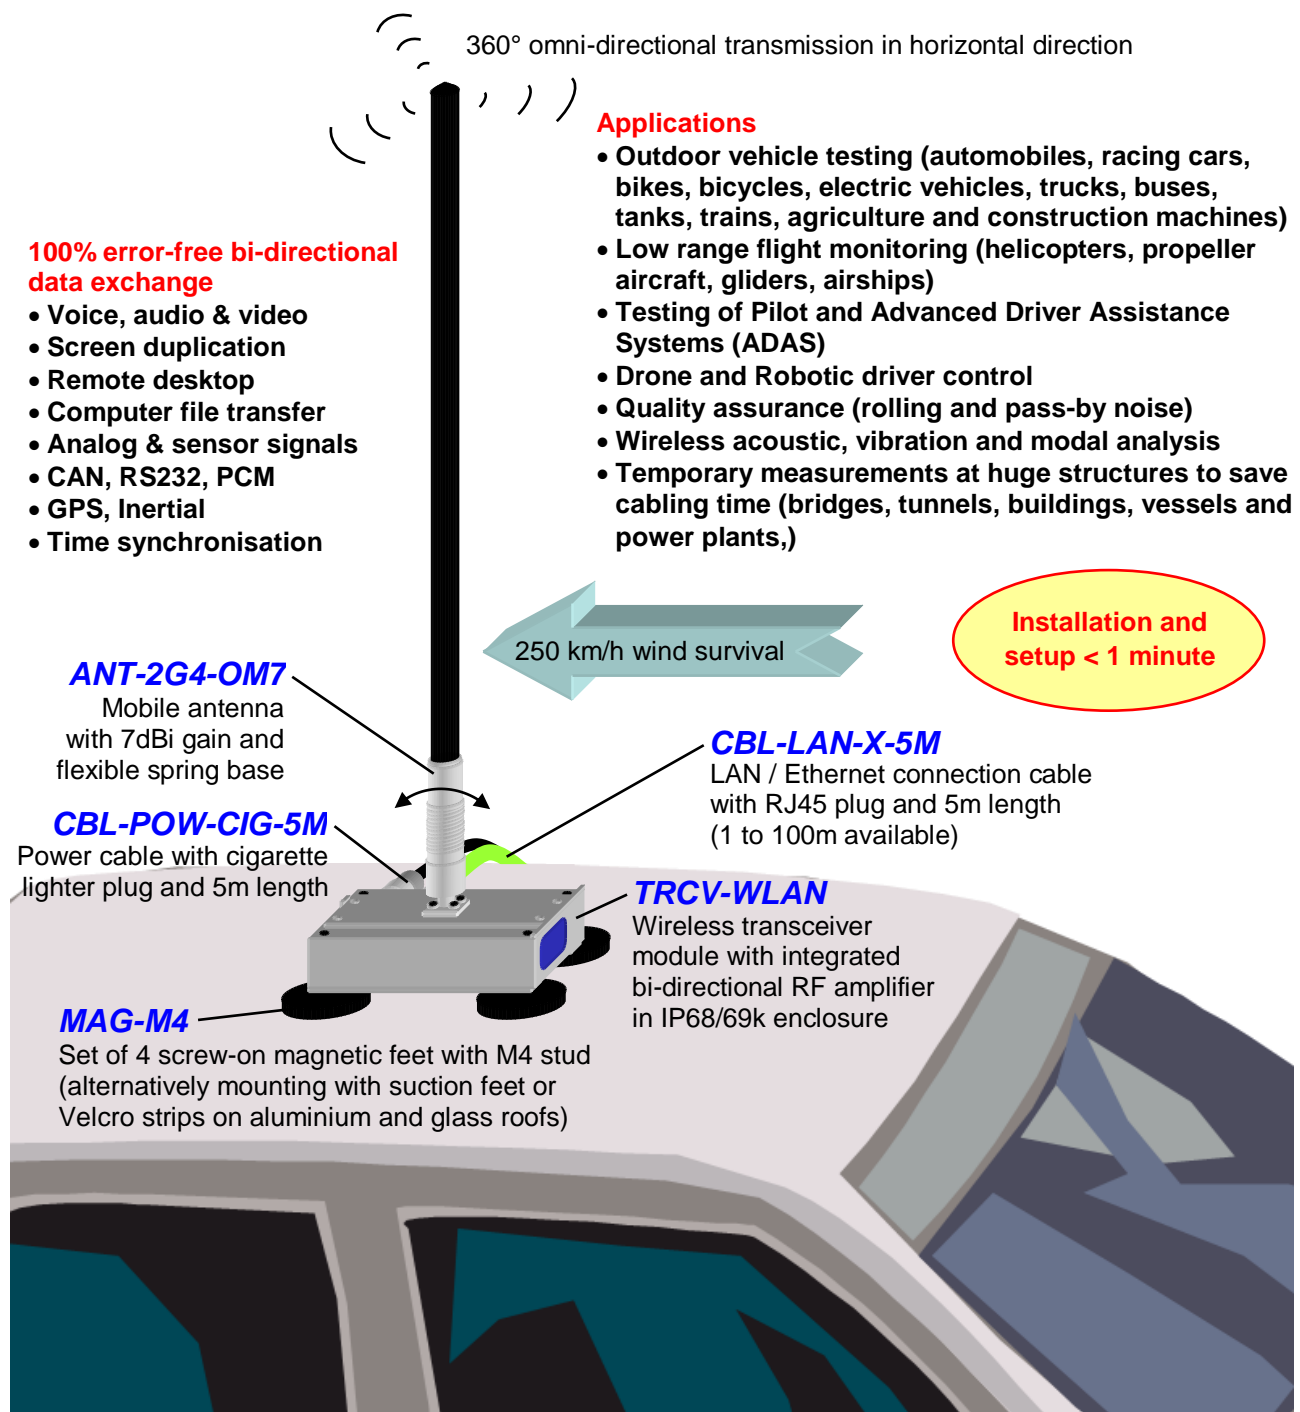 360° omni-directional transmission in horizontal direction
Applications
• Outdoor vehicle testing (automobiles, racing cars,
bikes, bicycles, electric vehicles, trucks, buses,
tanks, trains, agriculture and construction machines)
• Low range flight monitoring (helicopters, propeller
aircraft, gliders, airships)
• Testing of Pilot and Advanced Driver Assistance
Systems (ADAS)
• Drone and Robotic driver control
• Quality assurance (rolling and pass-by noise)
• Wireless acoustic, vibration and modal analysis
• Temporary measurements at huge structures to save
cabling time (bridges, tunnels, buildings, vessels and
power plants,)
100% error-free bi-directional
data exchange
• Voice, audio & video
• Screen duplication
• Remote desktop
• Computer file transfer
• Analog & sensor signals
• CAN, RS232, PCM
• GPS, Inertial
• Time synchronisation
250 km/h wind survival
Installation and
setup < 1 minute
ANT-2G4-OM7
Mobile antenna
with 7dBi gain and
flexible spring base
CBL-LAN-X-5M
LAN / Ethernet connection cable
with RJ45 plug and 5m length
(1 to 100m available)
CBL-POW-CIG-5M
Power cable with cigarette
lighter plug and 5m length
TRCV-WLAN
Wireless transceiver
module with integrated
bi-directional RF amplifier
in IP68/69k enclosure
MAG-M4
Set of 4 screw-on magnetic feet with M4 stud
(alternatively mounting with suction feet or
Velcro strips on aluminium and glass roofs)